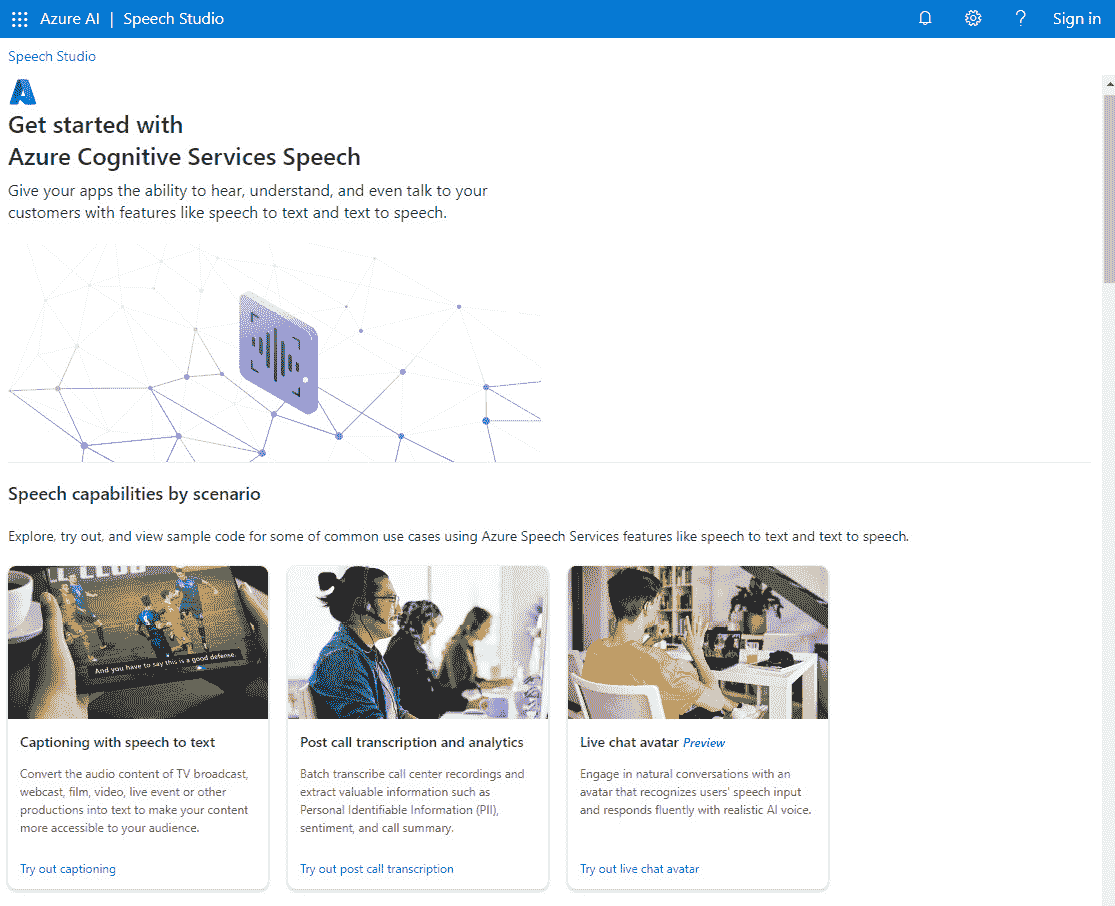 Azure AI | Speech Studio
? Sign in
Speech Studio
Get started with
Azure Cognitive Services Speech
Give your apps the ability to hear, understand, and even talk to your
customers with features like speech to text and text to speech.
Speech capabilities by scenario
Explore, try out, and view sample code for some of common use cases using Azure Speech Services features like speech to text and text to speech.
And you have to say this is a good defense.
Captioning with speech to text
Convert the audio content of TV broadcast,
webcast, film, video, live event or other
productions into text to make your content
more accessible to your audience.
Try out captioning
Post call transcription and analytics
Batch transcribe call center recordings and
extract valuable information such as
Personal Identifiable Information (PII),
sentiment, and call summary.
Try out post call transcription
Live chat avatar Preview
Engage in natural conversations with an
avatar that recognizes users' speech input
and responds fluently with realistic AI voice.
Try out live chat avatar